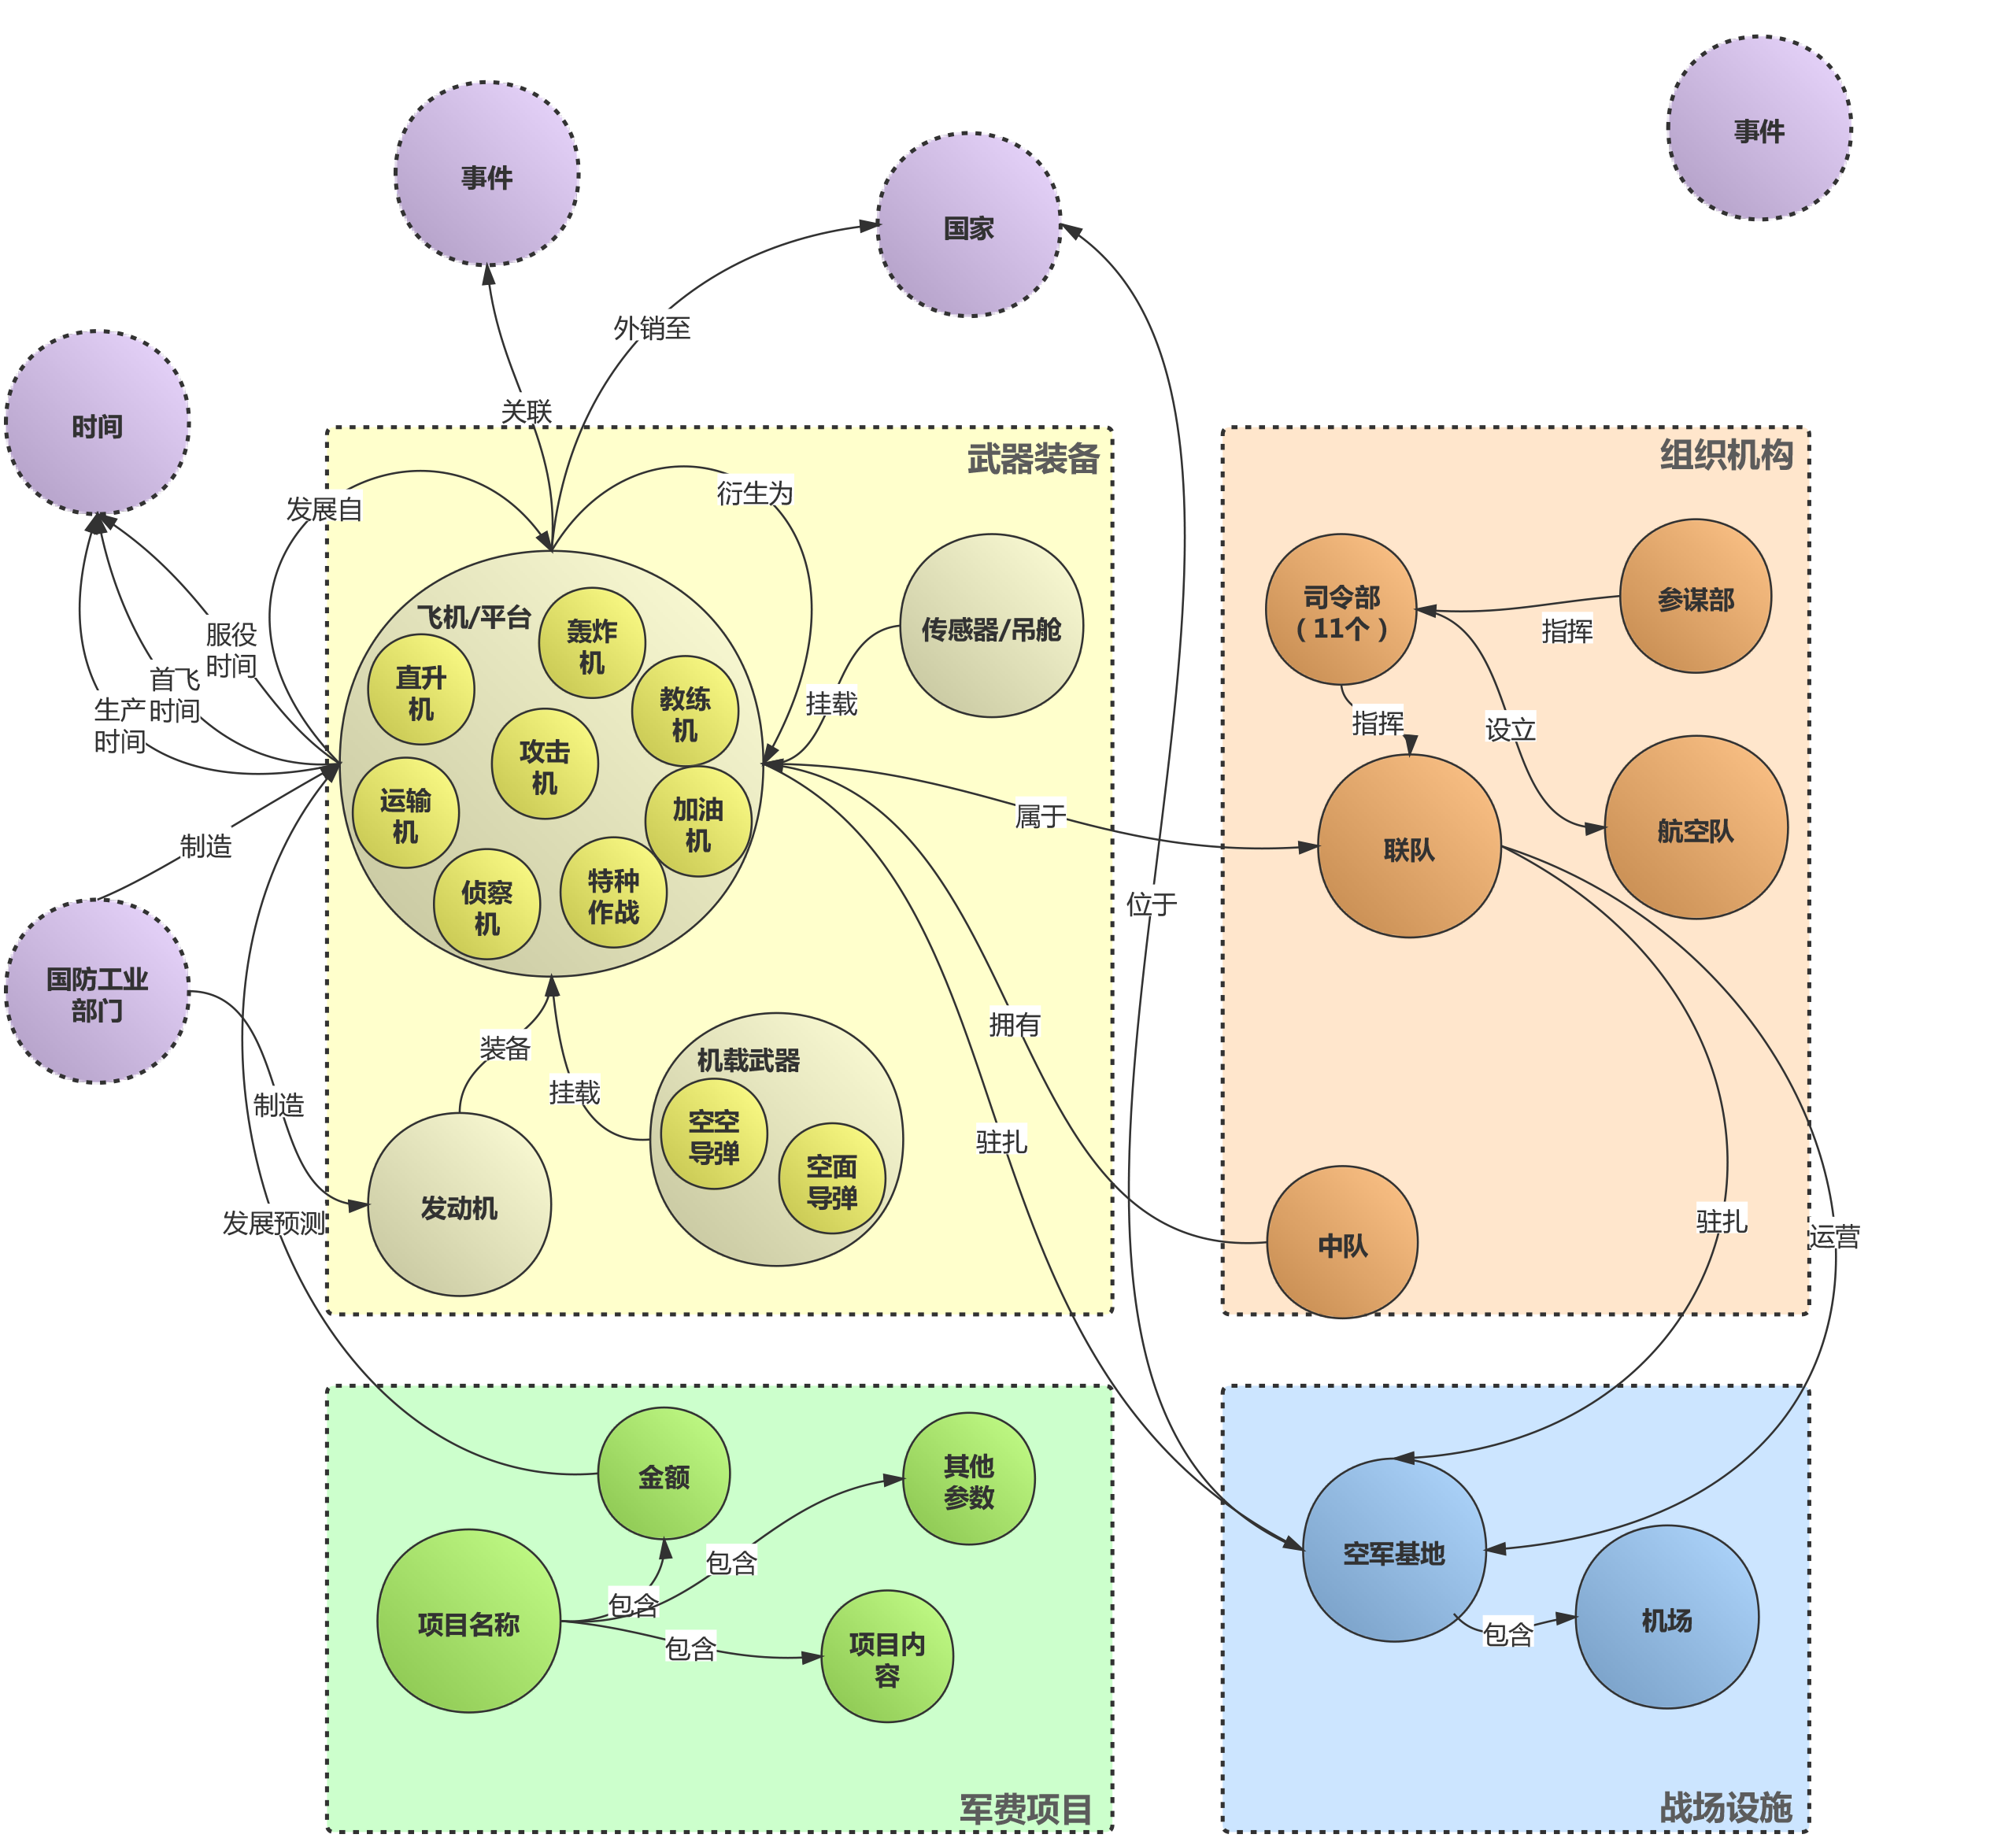 事件
事件
国家
外销至
时间
关联
武器装备
组织机构
发展自
衍生为
飞机/平台
轰炸
机
传感器/吊舱
司令部
（11个）
参谋部
指挥
服役
时间
首飞
时间
生产
时间
直升
机
教练
机
挂载
指挥
设立
攻击
机
运输
机
加油
机
属于
联队
航空队
制造
侦察
机
特种
作战
位于
国防工业
部门
装备
拥有
机载武器
挂载
制造
空空
导弹
空面
导弹
驻扎
发动机
发展预测
中队
驻扎
运营
金额
其他
参数
空军基地
包含
包含
项目名称
包含
项目内
容
包含
机场
军费项目
战场设施